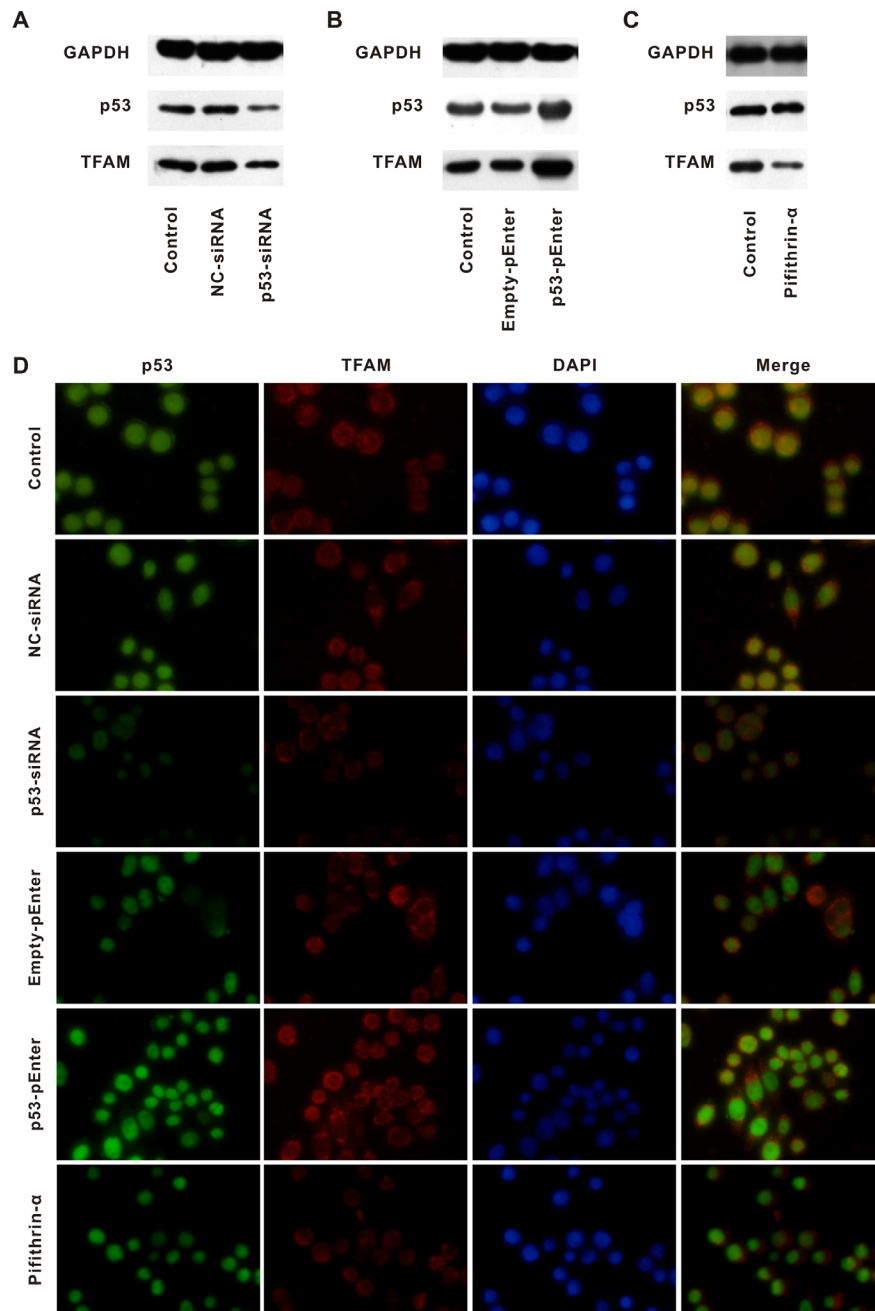 A
GAPDH
p53
TFAM
Control
NC-siRNA
p53-siRNA
B
GAPDH
p53
TFAM
Control
Empty-pEnter
p53-pEnter
C
GAPDH
p53
TFAM
Control
Pifithrin-α
D
p53 TFAM DAPI Merge
Control
NC-siRNA
p53-siRNA
Empty-pEnter
p53-pEnter
Pifithrin-α